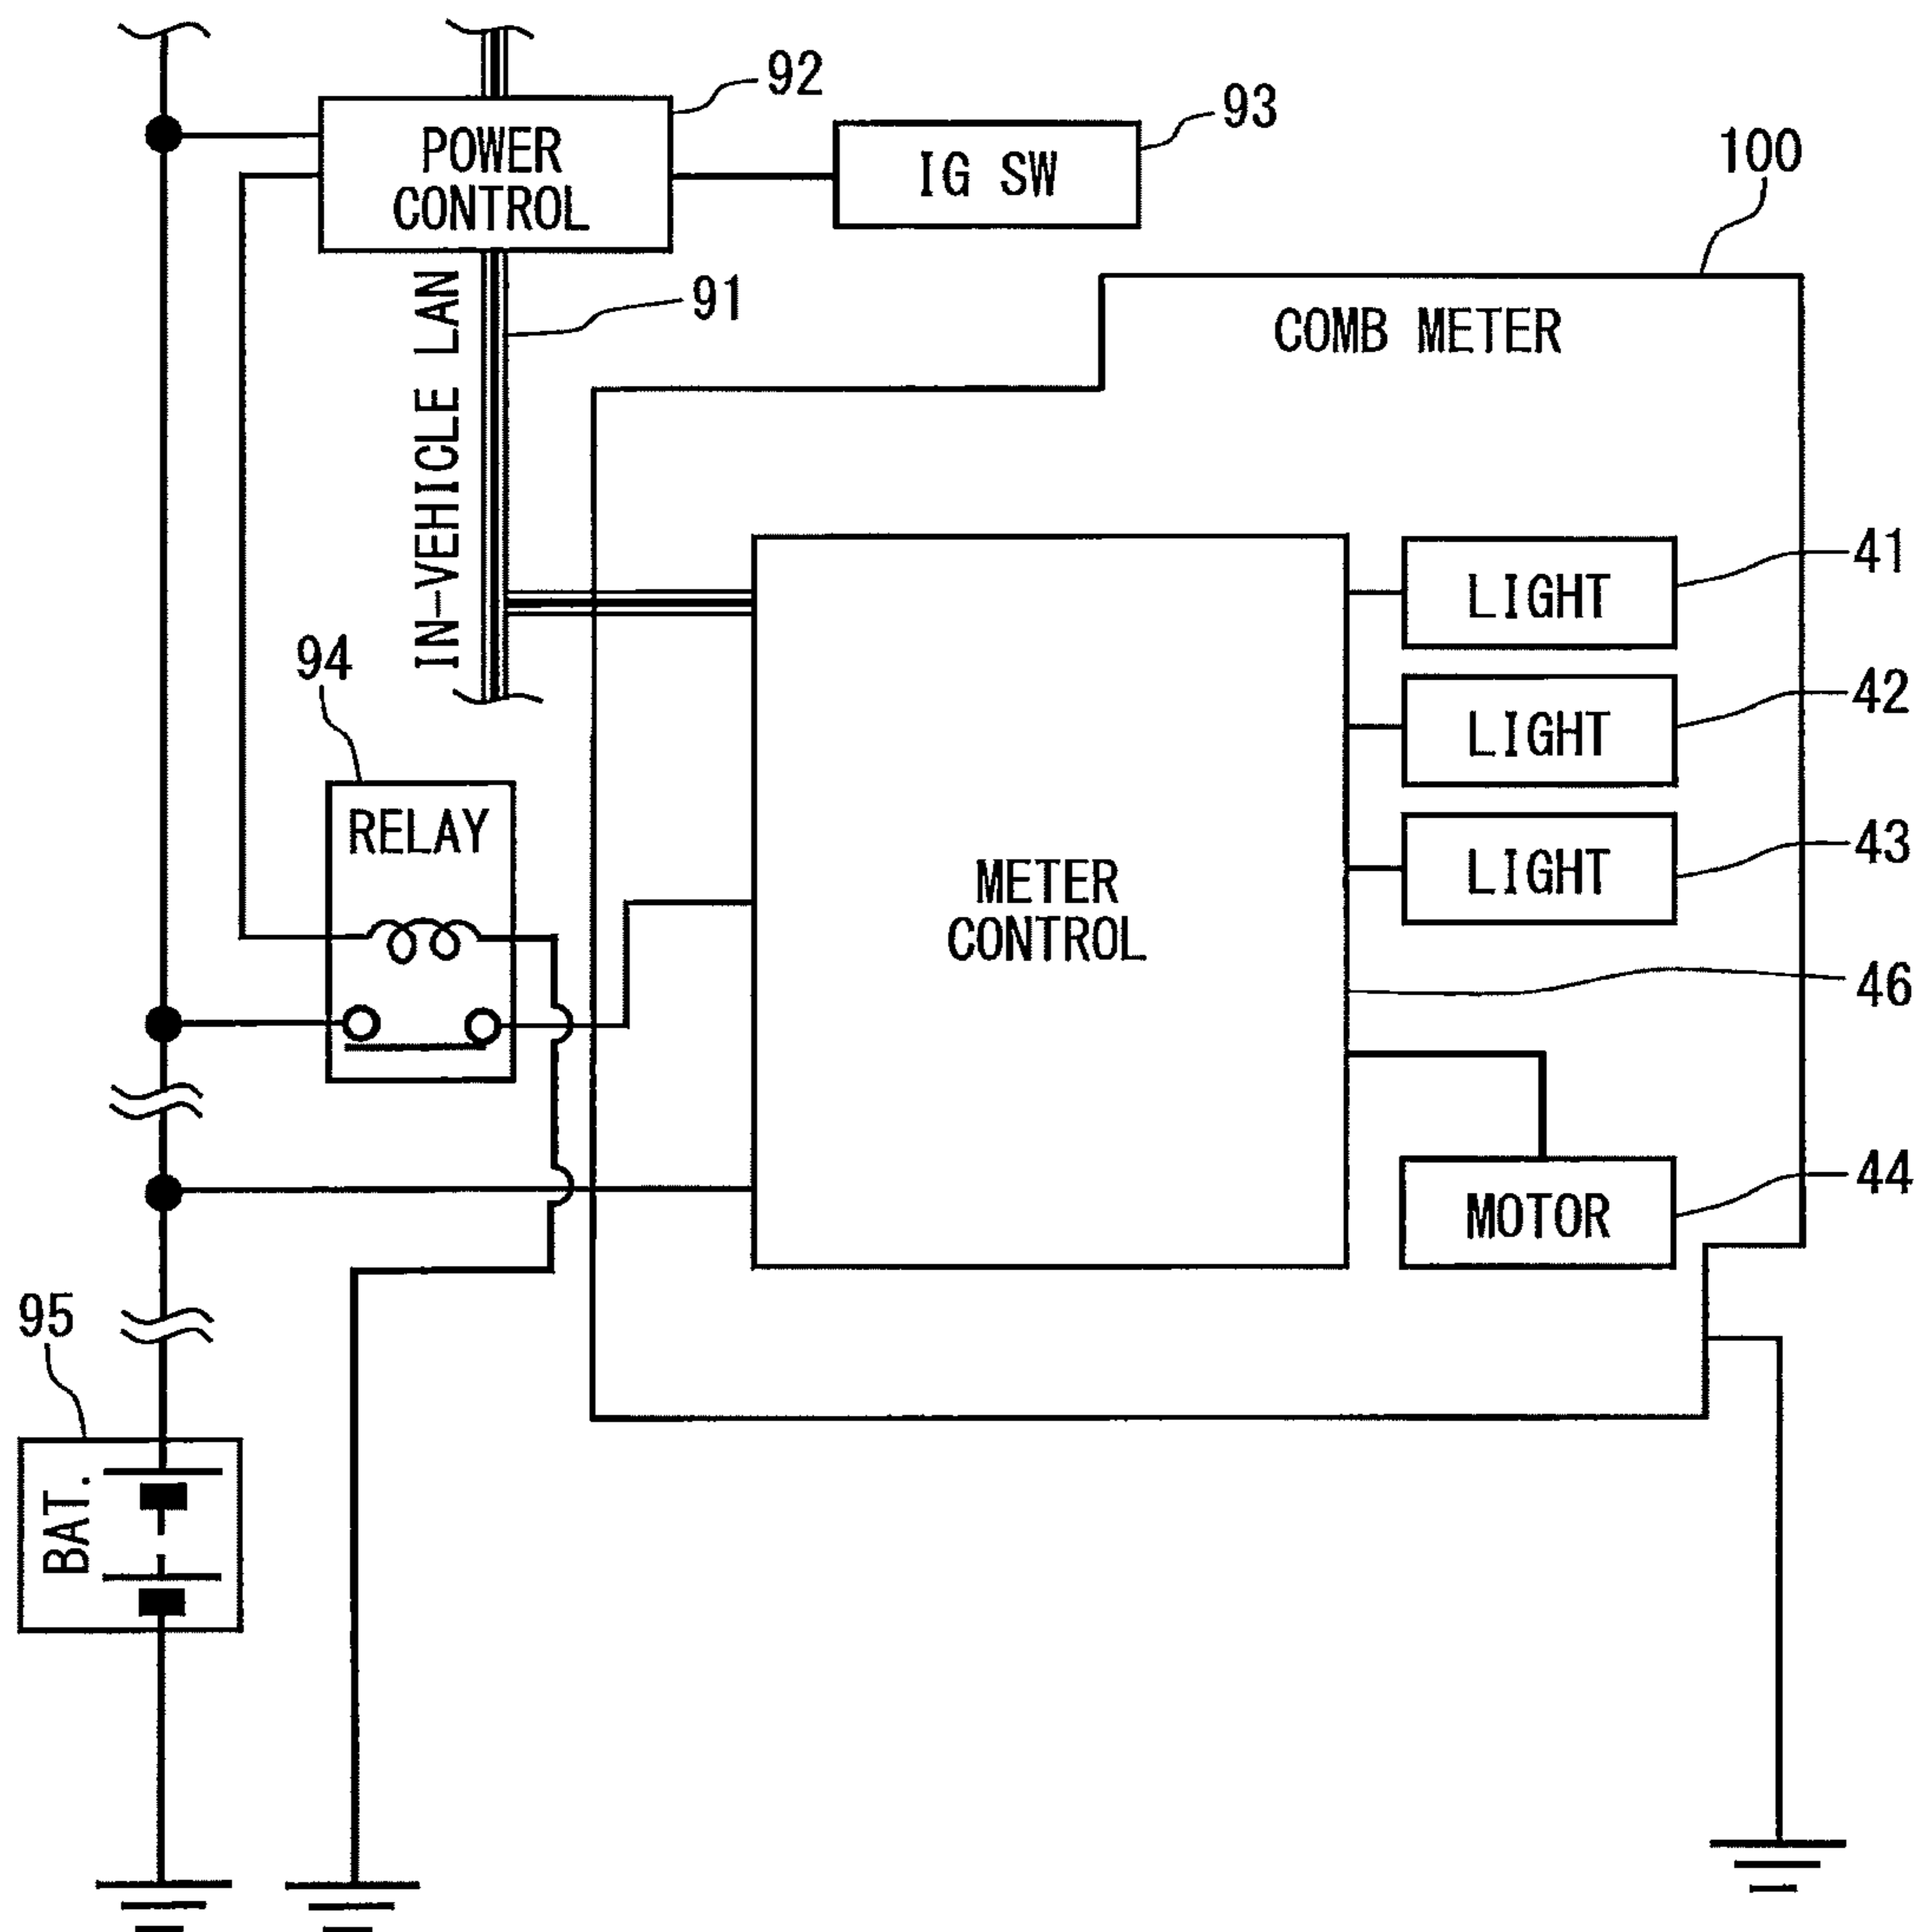 92
93
100
POWER
CONTROL
IG SW
91
IN-VEHICLE LAN
COMB METER
41
LIGHT
94
42
LIGHT
RELAY
43
LIGHT
METER
CONTROL
46
44
MOTOR
95
BAT.